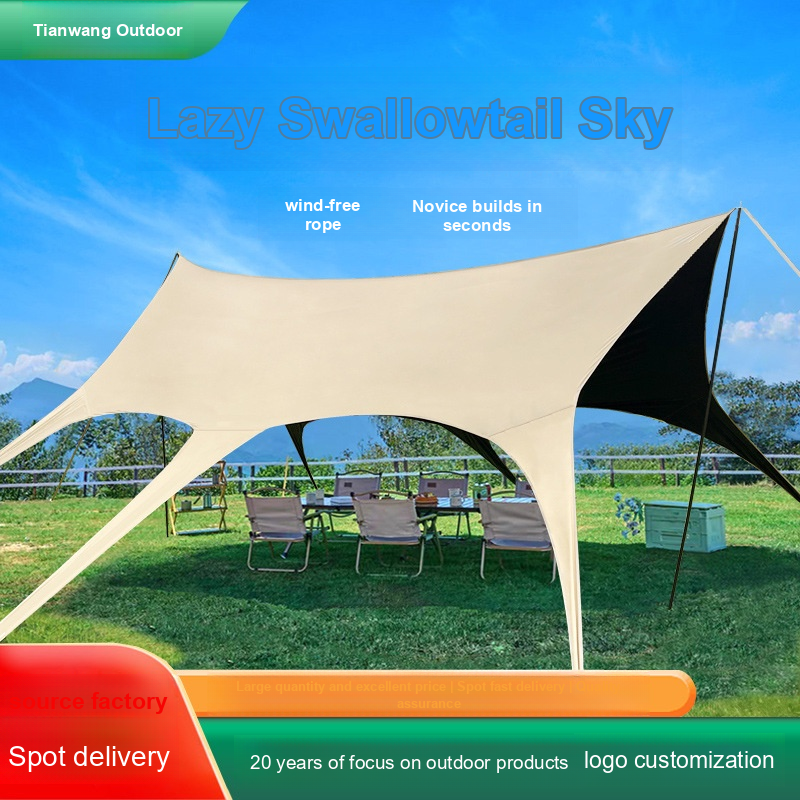 Tianwang Outdoor
Lazy Swallowtail Sky
wind-free
rope
Novice builds in
seconds
source factory
Large quantity and excellent price | Spot fast delivery |
assurance
Spot delivery
20 years of focus on outdoor products
logo customization